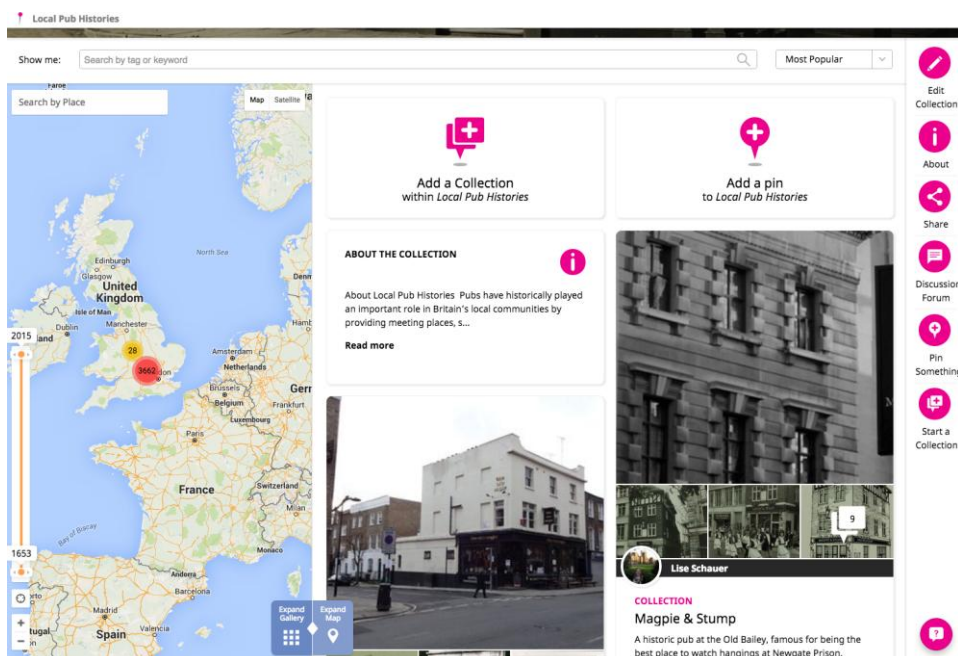 Local Pub Histories
Show me:
Search by tag or keyword
Most Popular
Search by Place
Map
Satellite
Faroe
North Sea
Edinburgh
Glasgow
United
Kingdom
Isle of Man
Dublin
Manchester
2015
28
3662
Amsterdam
Netherlands
Brussels
Belgium
Frankfurt
Luxembourg
Paris
France
Switzerland
Milan
Bay of Biscay
Monaco
1653
Andorra
Barcelona
Madrid
Valencia
Spain
+
−
Expand
Gallery
Expand
Map
Add a Collection
within Local Pub Histories
Add a pin
to Local Pub Histories
ABOUT THE COLLECTION
About Local Pub Histories Pubs have historically played
an important role in Britain's local communities by
providing meeting places, s...
Read more
9
Lise Schauer
COLLECTION
Magpie & Stump
A historic pub at the Old Bailey, famous for being the
best place to watch hangings at Newgate Prison.
Edit
Collection
About
Share
Discussion
Forum
Pin
Something
Start a
Collection